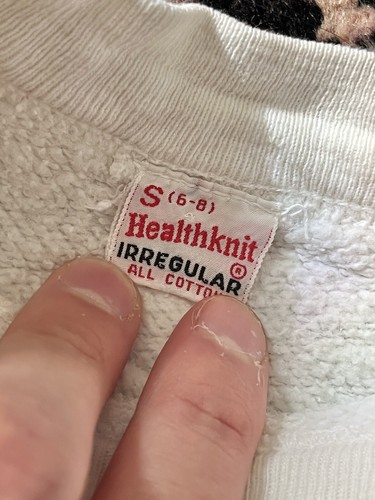 S (6-8)
Healthknit
IRREGULAR ®
ALL COTTON